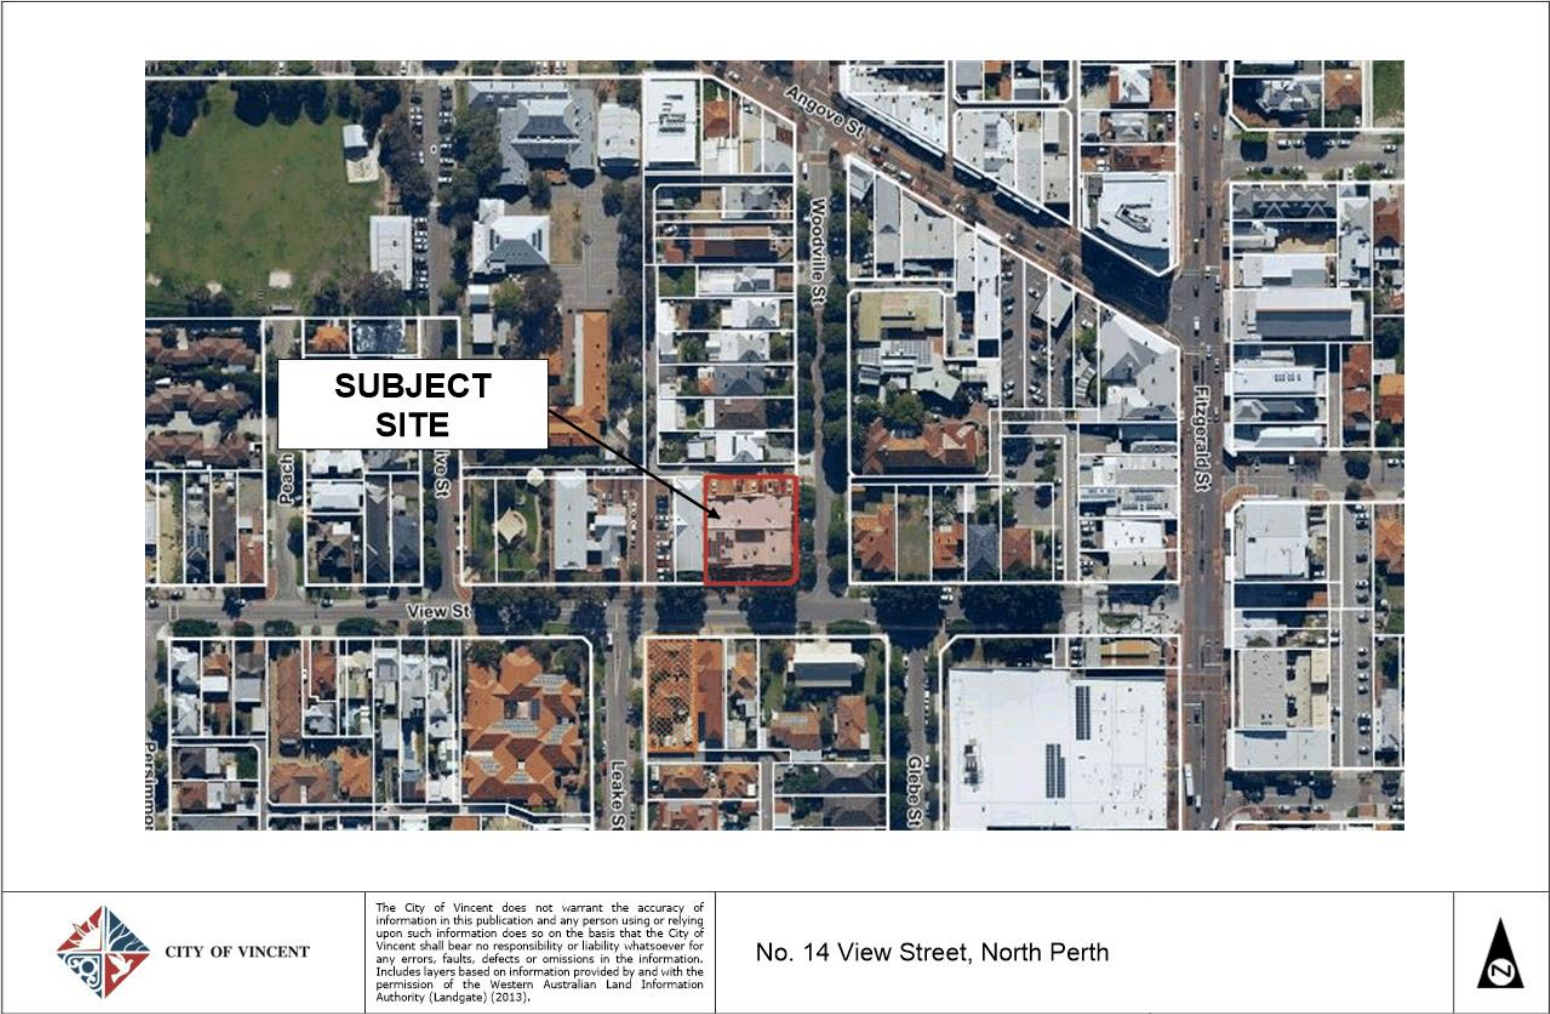 Angove St
Woodville St
SUBJECT
SITE
Peach
lve St
Fitzgerald St
View St
Persimmon
Leake St
Glebe St
CITY OF VINCENT
The City of Vincent does not warrant the accuracy of
information in this publication and any person using or relying
upon such information does so on the basis that the City of
Vincent shall bear no responsibility or liability whatsoever for
any errors, faults, defects or omissions in the information.
Includes layers based on information provided by and with the
permission of the Western Australian Land Information
Authority (Landgate) (2013).
No. 14 View Street, North Perth
N